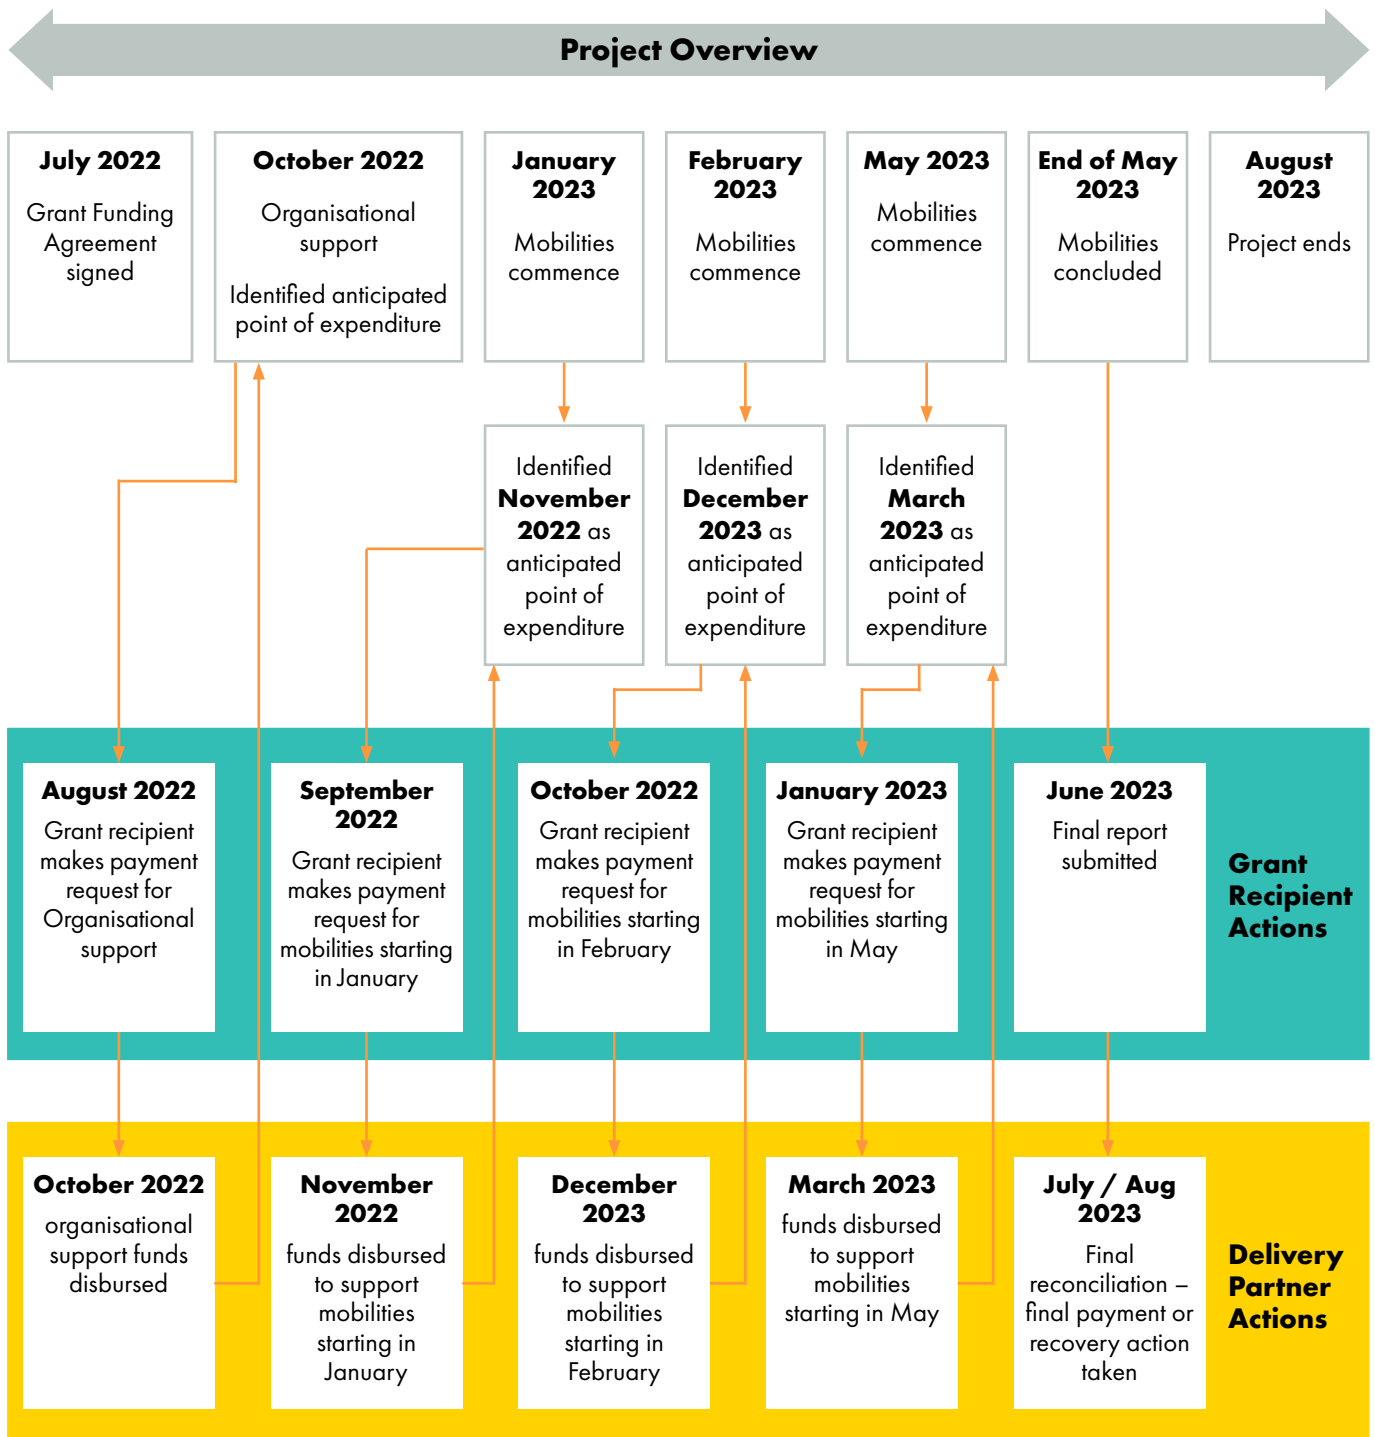 Project Overview
July 2022
Grant Funding
Agreement
signed
October 2022
Organisational
support
Identified anticipated
point of expenditure
January
2023
Mobilities
commence
February
2023
Mobilities
commence
May 2023
Mobilities
commence
End of May
2023
Mobilities
concluded
August
2023
Project ends
Identified
November
2022 as
anticipated
point of
expenditure
Identified
December
2023 as
anticipated
point of
expenditure
Identified
March
2023 as
anticipated
point of
expenditure
August 2022
Grant recipient
makes payment
request for
Organisational
support
September
2022
Grant recipient
makes payment
request for
mobilities starting
in January
October 2022
Grant recipient
makes payment
request for
mobilities starting
in February
January 2023
Grant recipient
makes payment
request for
mobilities starting
in May
June 2023
Final report
submitted
Grant
Recipient
Actions
October 2022
organisational
support funds
disbursed
November
2022
funds disbursed
to support
mobilities
starting in
January
December
2023
funds disbursed
to support
mobilities
starting in
February
March 2023
funds disbursed
to support
mobilities
starting in May
July / Aug
2023
Final
reconciliation –
final payment or
recovery action
taken
Delivery
Partner
Actions